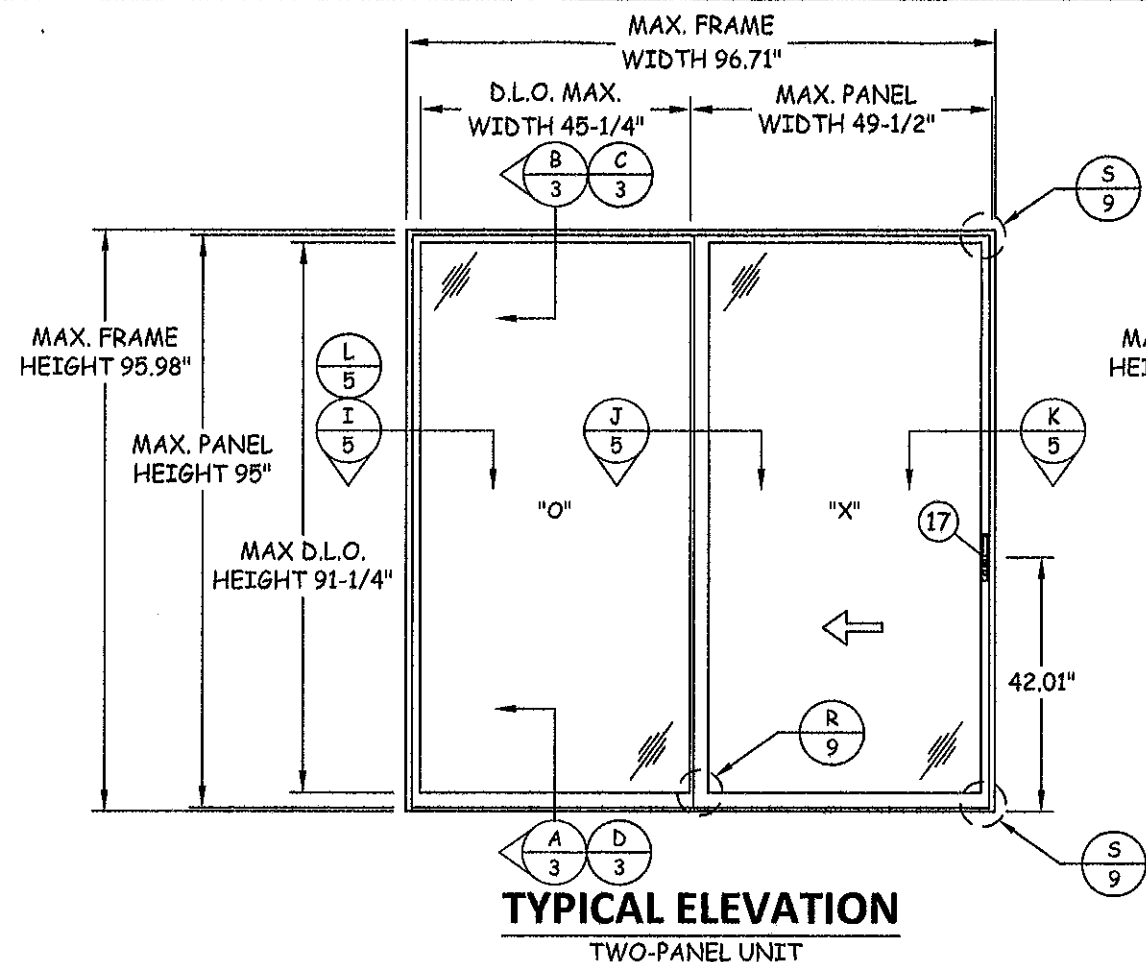 MAX. FRAME
WIDTH 96.71"
D.L.O. MAX.
WIDTH 45-1/4"
MAX. PANEL
WIDTH 49-1/2"
B
3
C
3
S
9
MAX. FRAME
HEIGHT 95.98"
MAX. PANEL
HEIGHT 95"
MAX D.L.O.
HEIGHT 91-1/4"
L
5
I
5
J
5
K
5
"O"
"X"
17
42.01"
R
9
A
3
D
3
S
9
TYPICAL ELEVATION
TWO-PANEL UNIT